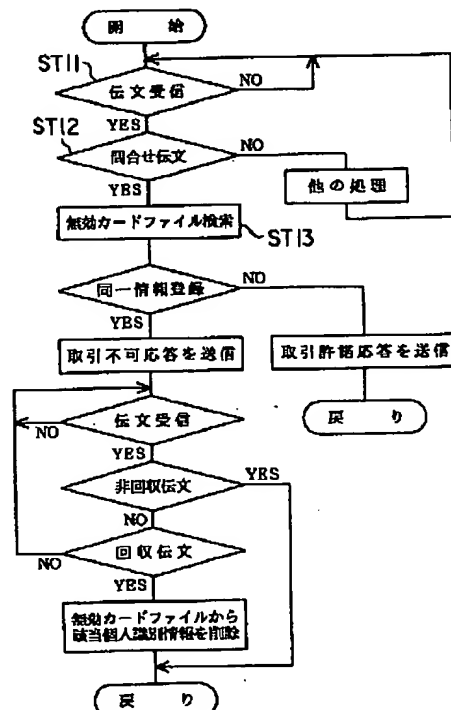 開始
ST11
伝文受信
NO
YES
ST12
問合せ伝文
NO
YES
他の処理
無効カードファイル検索
ST13
同一情報登録
NO
YES
取引不可応答を送信
取引許諾応答を送信
伝文受信
NO
戻り
YES
非回収伝文
YES
NO
回収伝文
NO
YES
無効カードファイルから
該当個人識別情報を削除
戻り